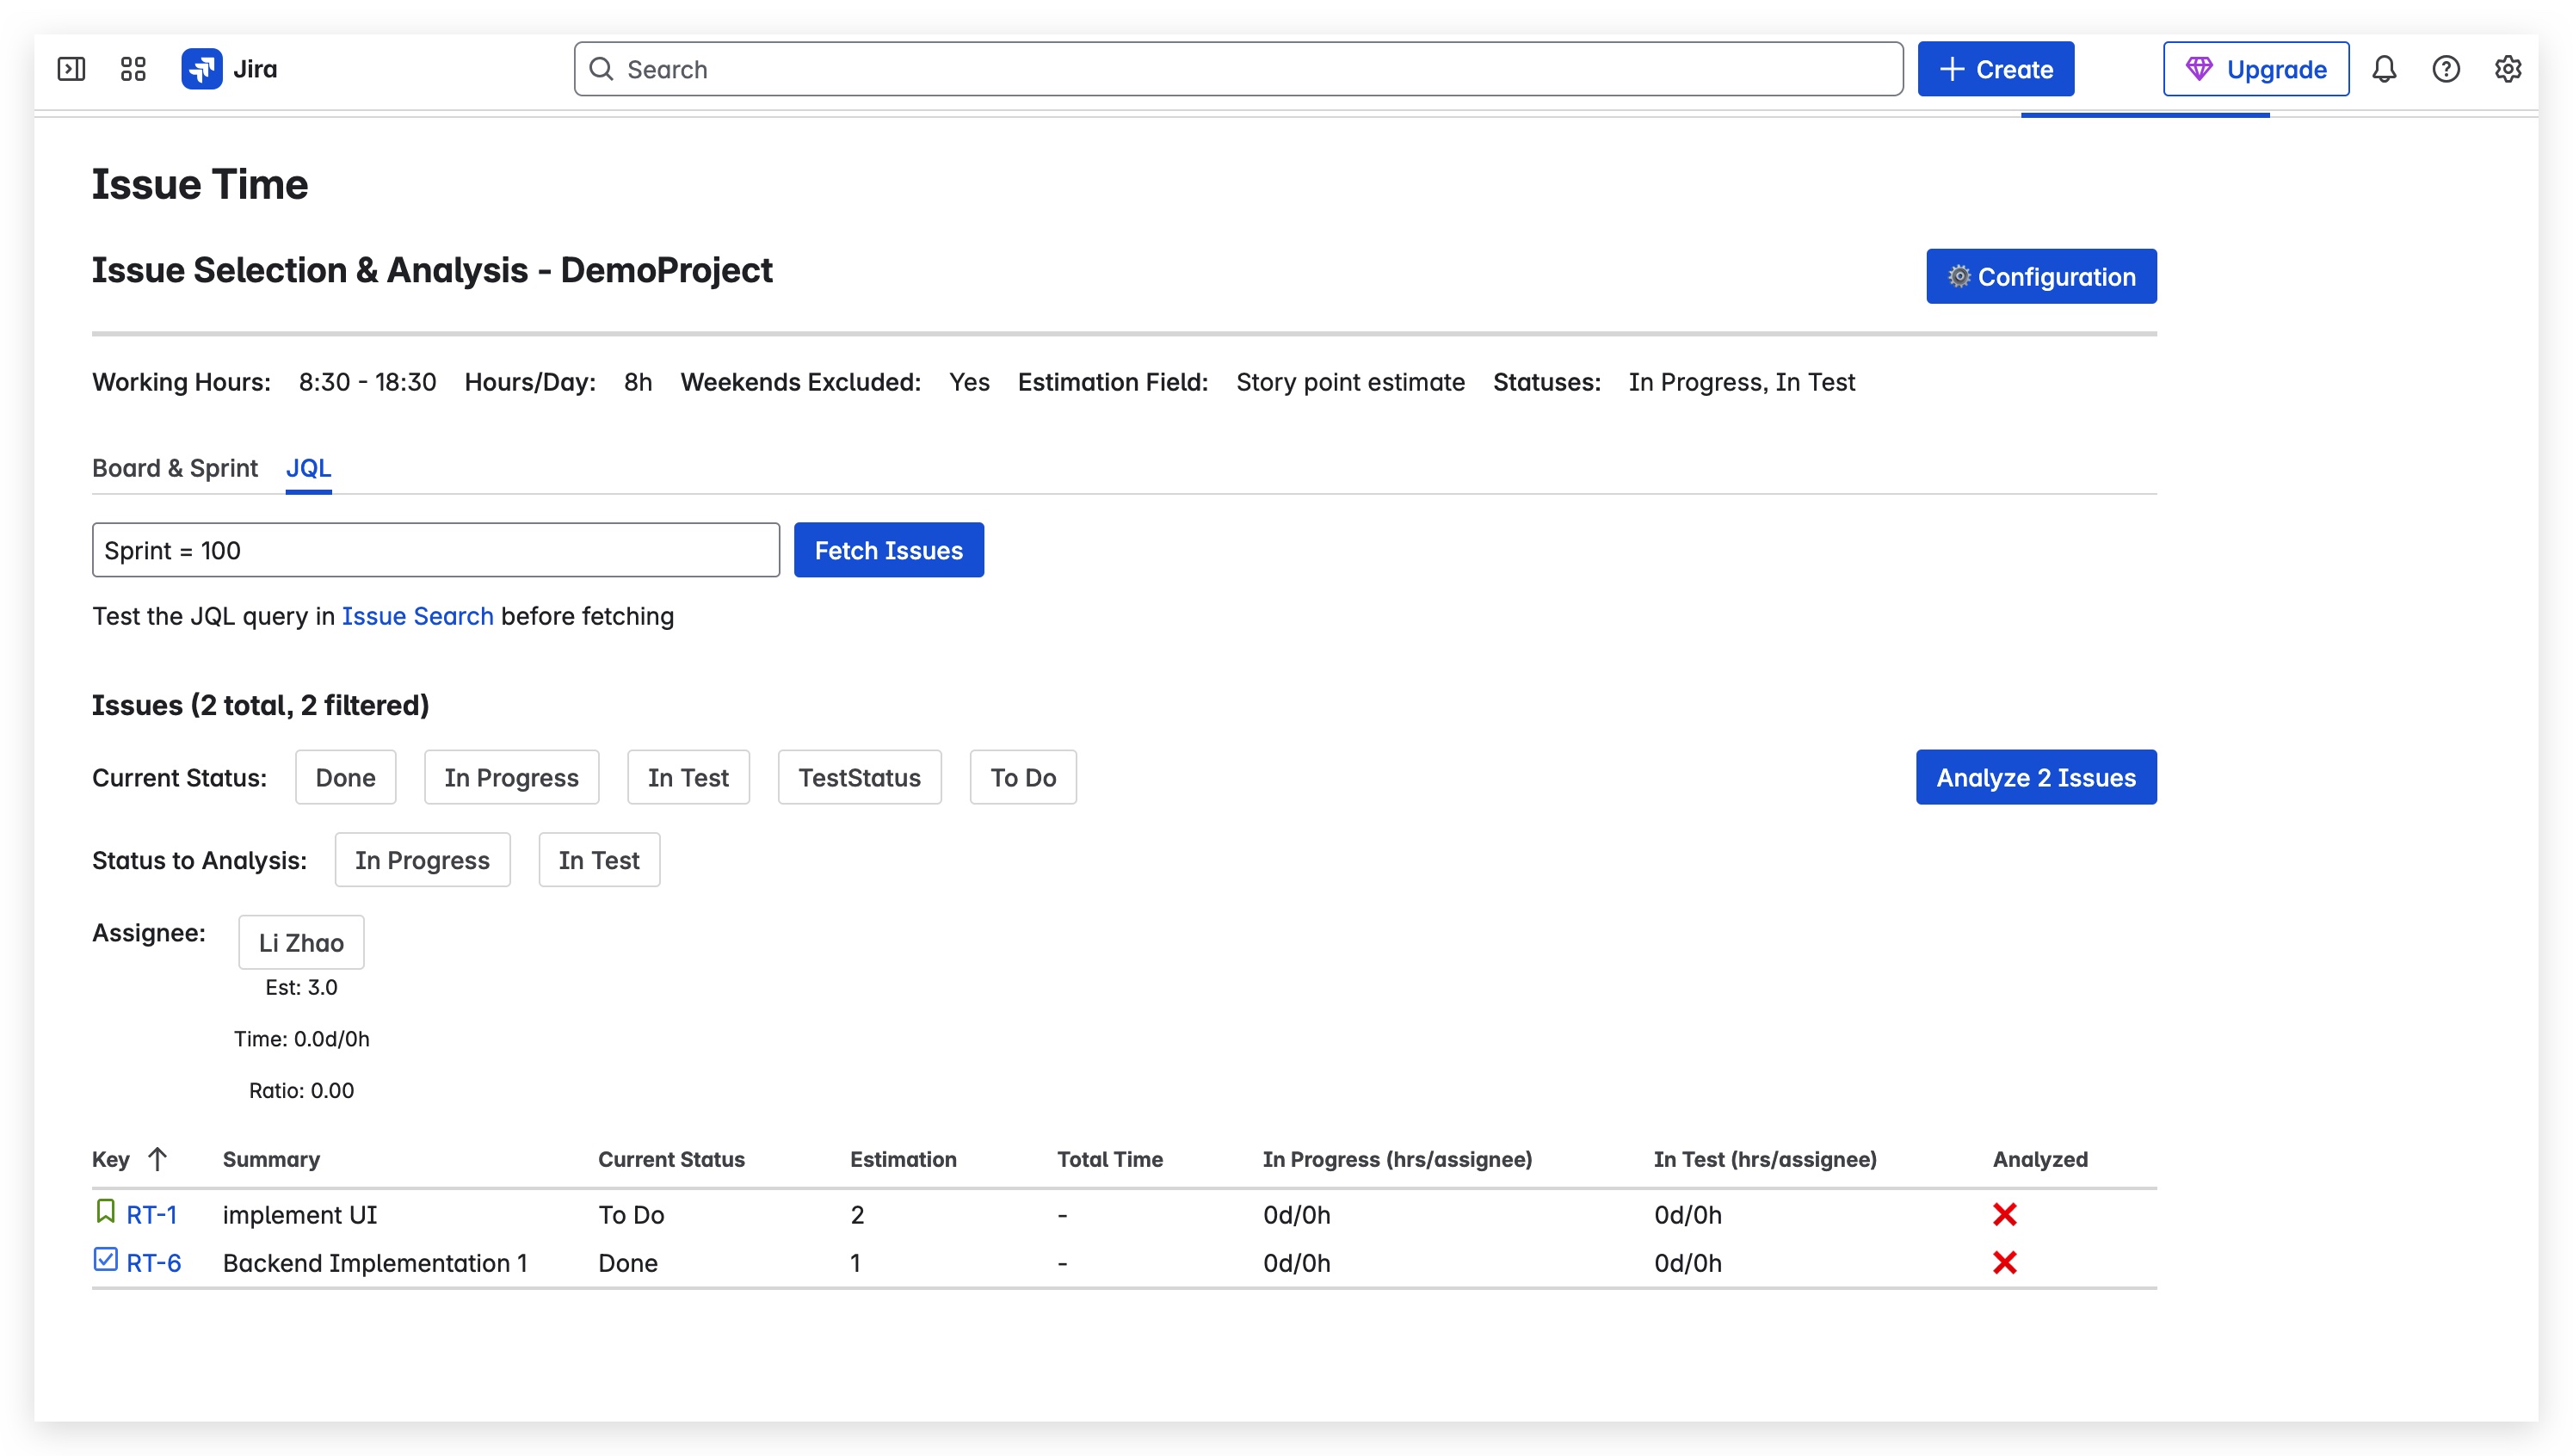 Jira
Search
Create
Upgrade
Issue Time
Issue Selection & Analysis - DemoProject
Configuration
Working Hours: 8:30 - 18:30 Hours/Day: 8h Weekends Excluded: Yes Estimation Field: Story point estimate Statuses: In Progress, In Test
Board & Sprint JQL
Sprint = 100 Fetch Issues
Test the JQL query in Issue Search before fetching
Issues (2 total, 2 filtered)
Current Status: Done In Progress In Test TestStatus To Do Analyze 2 Issues
Status to Analysis: In Progress In Test
Assignee: Li Zhao
Est: 3.0
Time: 0.0d/0h
Ratio: 0.00
Key Summary Current Status Estimation Total Time In Progress (hrs/assignee) In Test (hrs/assignee) Analyzed
RT-1 implement UI To Do 2 - 0d/0h 0d/0h
RT-6 Backend Implementation 1 Done 1 - 0d/0h 0d/0h